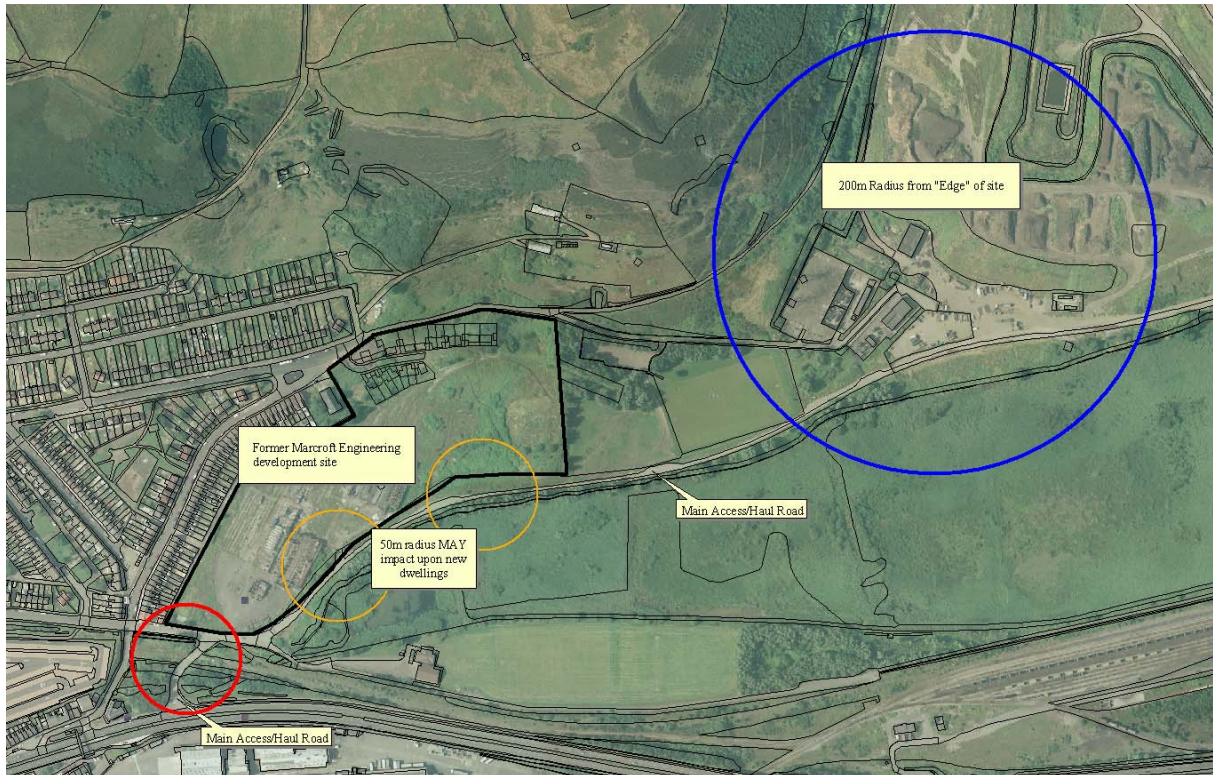 200m Radius from "Edge" of site
Former Marcroft Engineering
development site
50m radius MAY
impact upon new
dwellings
Main Access/Haul Road
Main Access/Haul Road